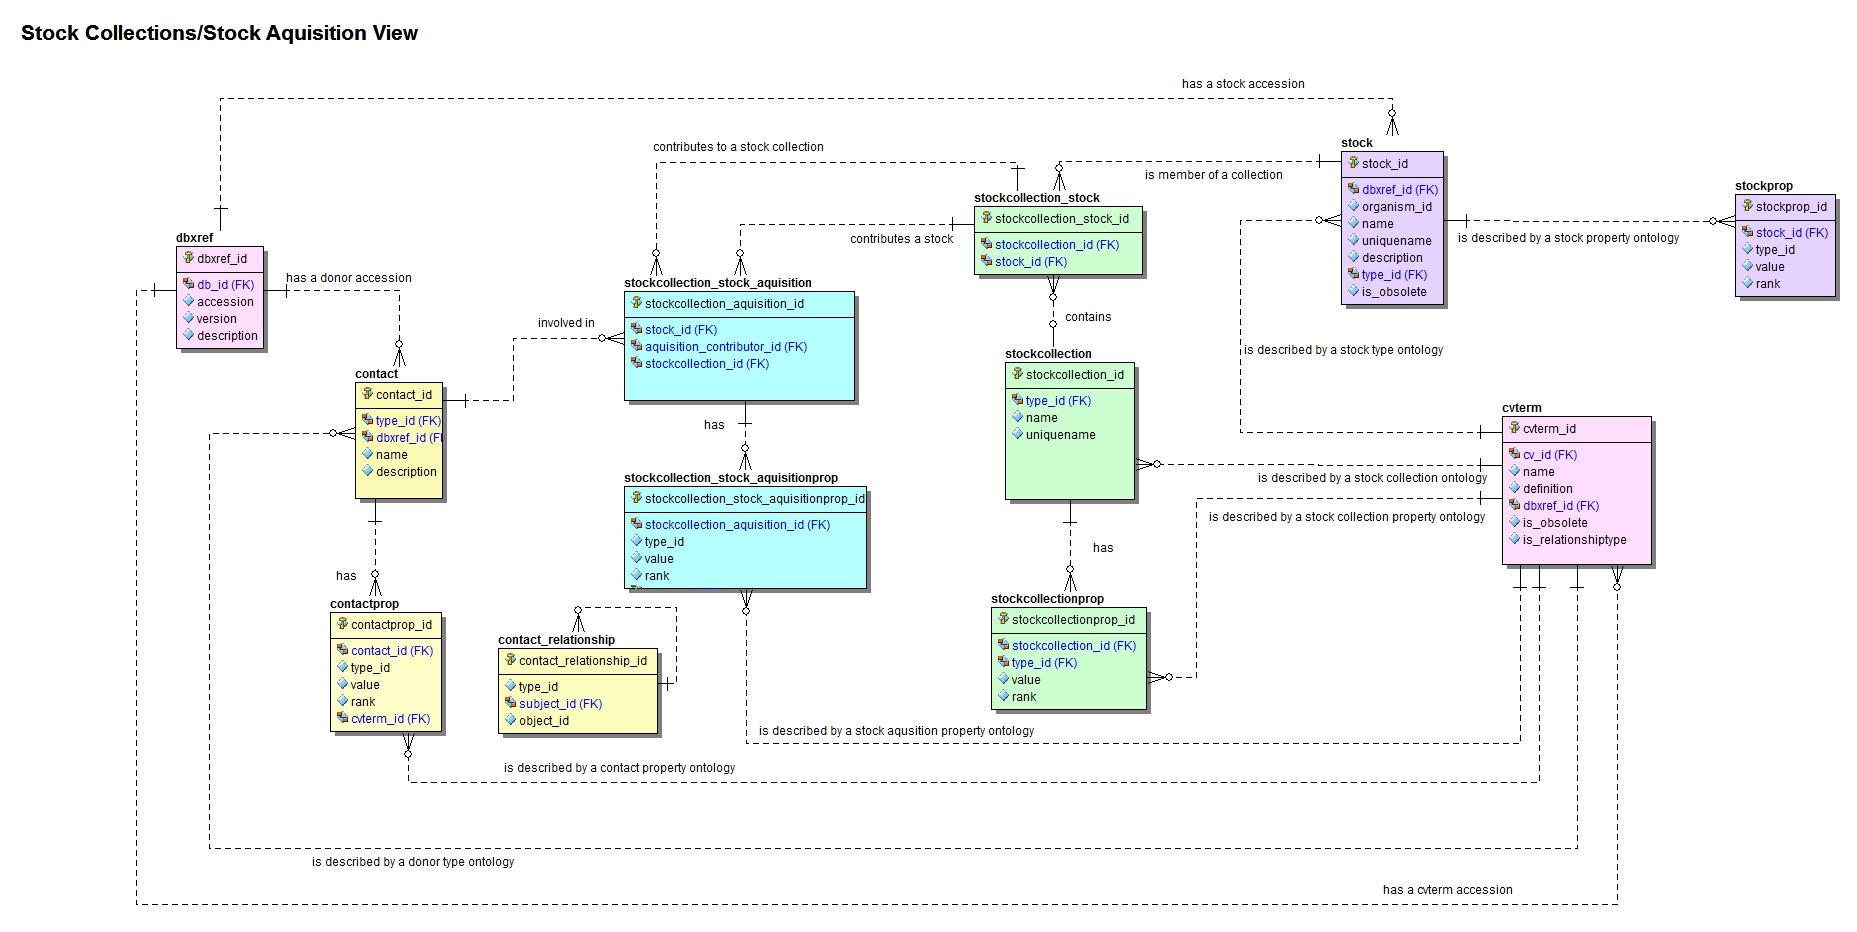 Stock Collections/Stock Aquisition View
has a stock accession
stock
stock_id
dbxref_id (FK)
organism_id
name
uniquename
description
type_id (FK)
is_obsolete
contributes to a stock collection
is member of a collection
stockprop
stockprop_id
stock_id (FK)
type_id
value
rank
is described by a stock property ontology
stockcollection_stock
stockcollection_stock_id
stockcollection_id (FK)
stock_id (FK)
contributes a stock
dbxref
dbxref_id
db_id (FK)
accession
version
description
has a donor accession
stockcollection_stock_aquisition
stockcollection_aquisition_id
stock_id (FK)
aquisition_contributor_id (FK)
stockcollection_id (FK)
involved in
contains
is described by a stock type ontology
contact
contact_id
type_id (FK)
dbxref_id (F
name
description
stockcollection
stockcollection_id
type_id (FK)
name
uniquename
cvterm
cvterm_id
cv_id (FK)
name
definition
dbxref_id (FK)
is_obsolete
is_relationshiptype
has
stockcollection_stock_aquisitionprop
stockcollection_stock_aquisitionprop_id
stockcollection_aquisition_id (FK)
type_id
value
rank
is described by a stock collection ontology
is described by a stock collection property ontology
has
has
contactprop
contactprop_id
contact_id (FK)
type_id
value
rank
cvterm_id (FK)
contact_relationship
contact_relationship_id
type_id
subject_id (FK)
object_id
stockcollectionprop
stockcollectionprop_id
stockcollection_id (FK)
type_id (FK)
value
rank
is described by a stock aqusition property ontology
is described by a contact property ontology
is described by a donor type ontology
has a cvterm accession